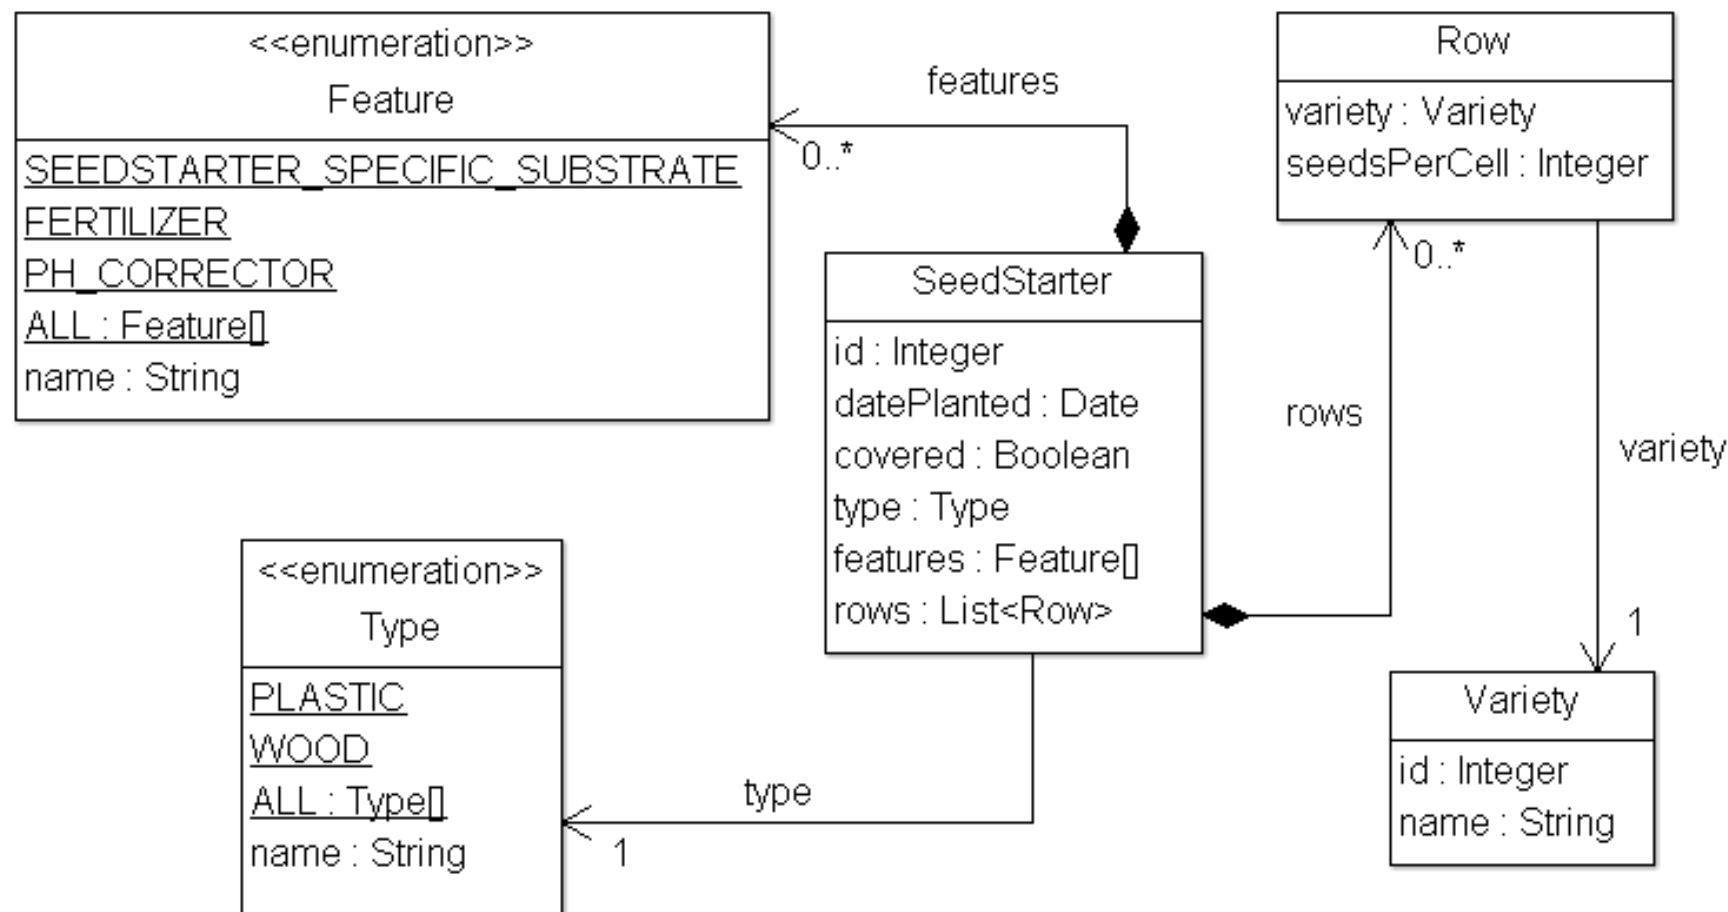 <<enumeration>>
Feature
SEEDSTARTER_SPECIFIC_SUBSTRATE
FERTILIZER
PH_CORRECTOR
ALL : Feature[]
name : String
features
0..*
Row
variety : Variety
seedsPerCell : Integer
0..*
SeedStarter
id : Integer
datePlanted : Date
covered : Boolean
type : Type
features : Feature[]
rows : List<Row>
rows
variety
1
<<enumeration>>
Type
PLASTIC
WOOD
ALL : Type[]
name : String
type
1
Variety
id : Integer
name : String